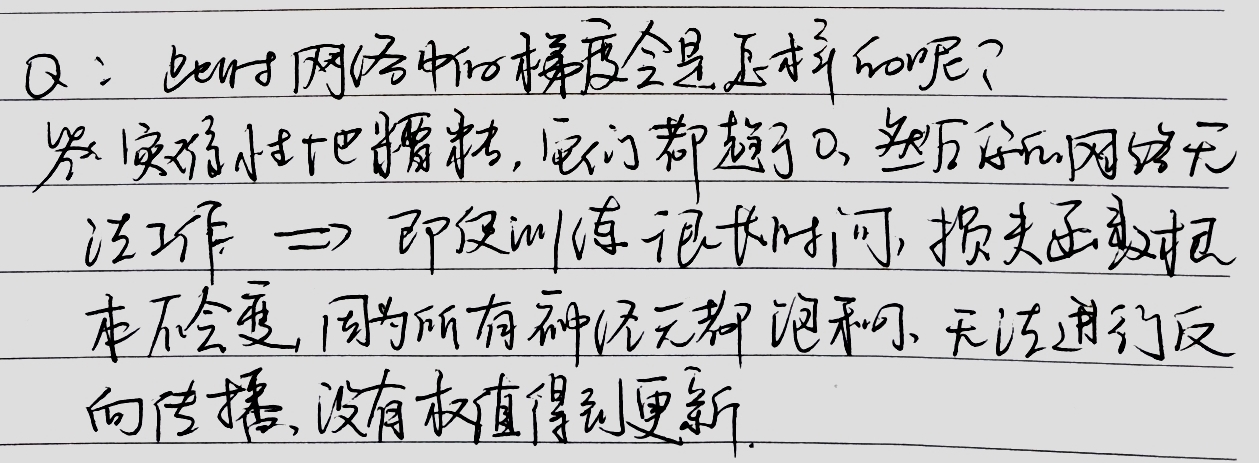 Q: 此时网络中的梯度会是怎样的呢?
答 实际性地糟糕,它们都趋于0、然后你的网络无
法工作 => 即使训练很长时间,损失函数根
本不会变,因为所有神经元都饱和了、无法进行反
向传播、没有权值得到更新.